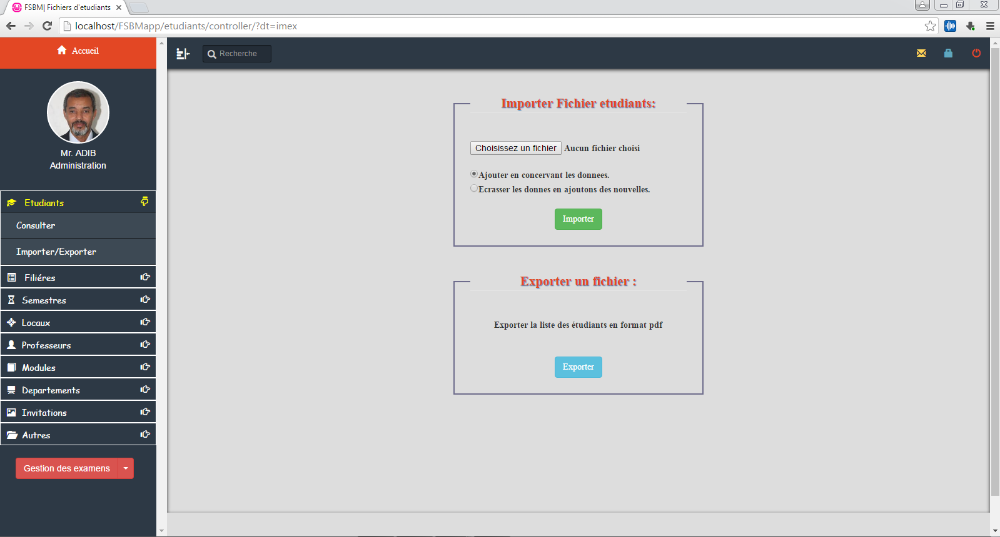 FSBM| Fichiers d'etudiants
localhost/FSBMapp/etudiants/controller/?dt=imex
Accueil
Recherche
Mr. ADIB
Administration
Etudiants
Consulter
Importer/Exporter
Filiéres
Semestres
Locaux
Professeurs
Modules
Departements
Invitations
Autres
Gestion des examens
Importer Fichier etudiants:
Choisissez un fichier Aucun fichier choisi
Ajouter en concervant les donnees.
Ecrasser les donnes en ajoutons des nouvelles.
Importer
Exporter un fichier :
Exporter la liste des étudiants en format pdf
Exporter